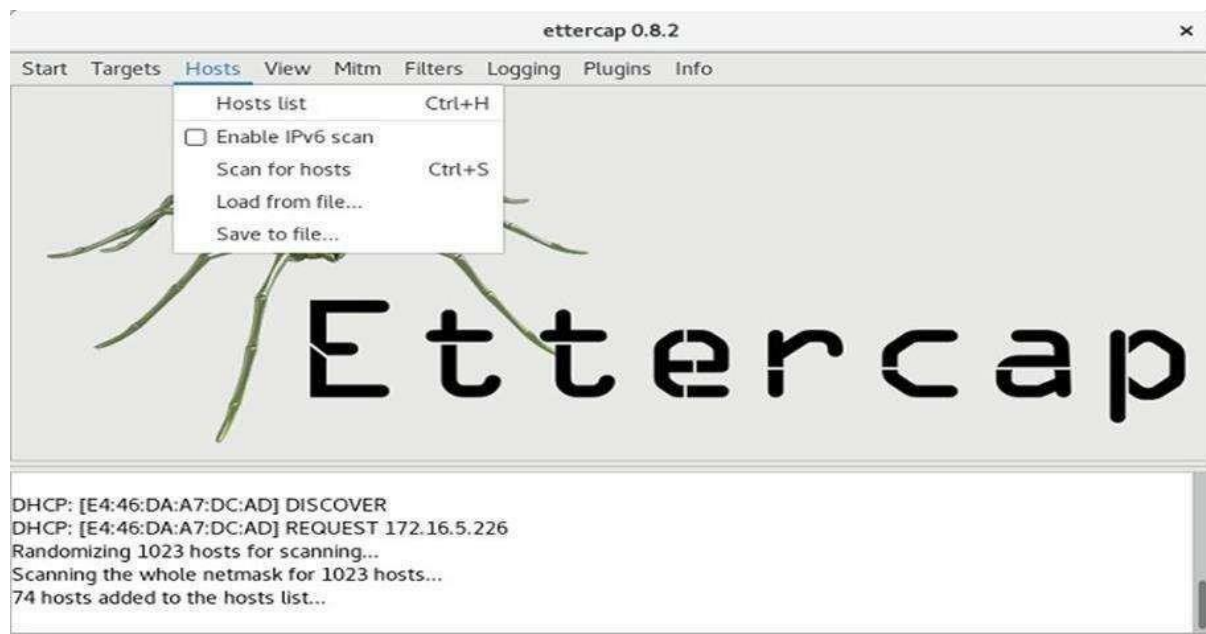 ettercap 0.8.2 ×
Start Targets Hosts View Mitm Filters Logging Plugins Info
Hosts list Ctrl+H
Enable IPv6 scan
Scan for hosts Ctrl+S
Load from file...
Save to file...
Ettercap
DHCP: [E4:46:DA:A7:DC:AD] DISCOVER
DHCP: [E4:46:DA:A7:DC:AD] REQUEST 172.16.5.226
Randomizing 1023 hosts for scanning...
Scanning the whole netmask for 1023 hosts...
74 hosts added to the hosts list...